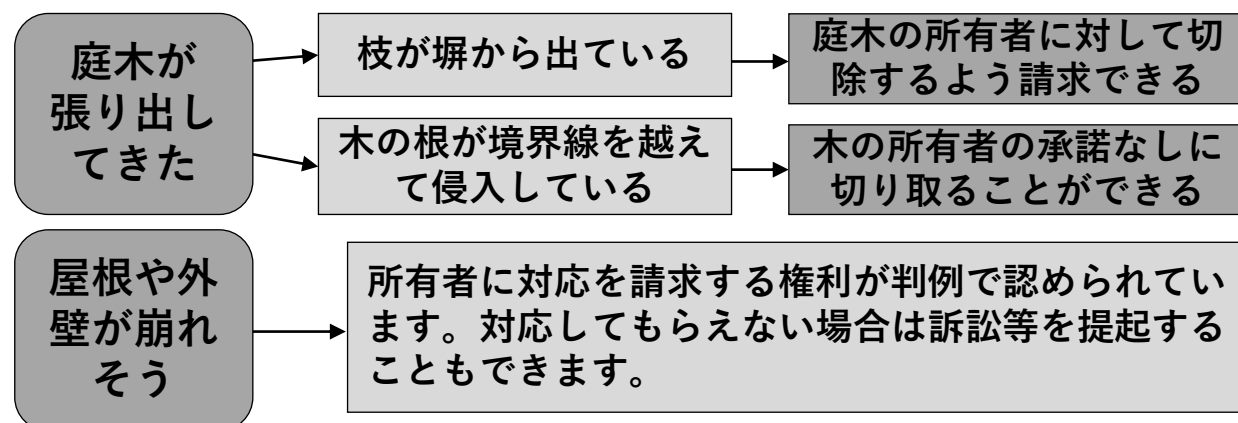 庭木が
張り出し
てきた
枝が塀から出ている
庭木の所有者に対して切
除するよう請求できる
木の根が境界線を越え
て侵入している
木の所有者の承諾なしに
切り取ることができる
屋根や外
壁が崩れ
そう
所有者に対応を請求する権利が判例で認められてい
ます。対応してもらえない場合は訴訟等を提起する
こともできます。